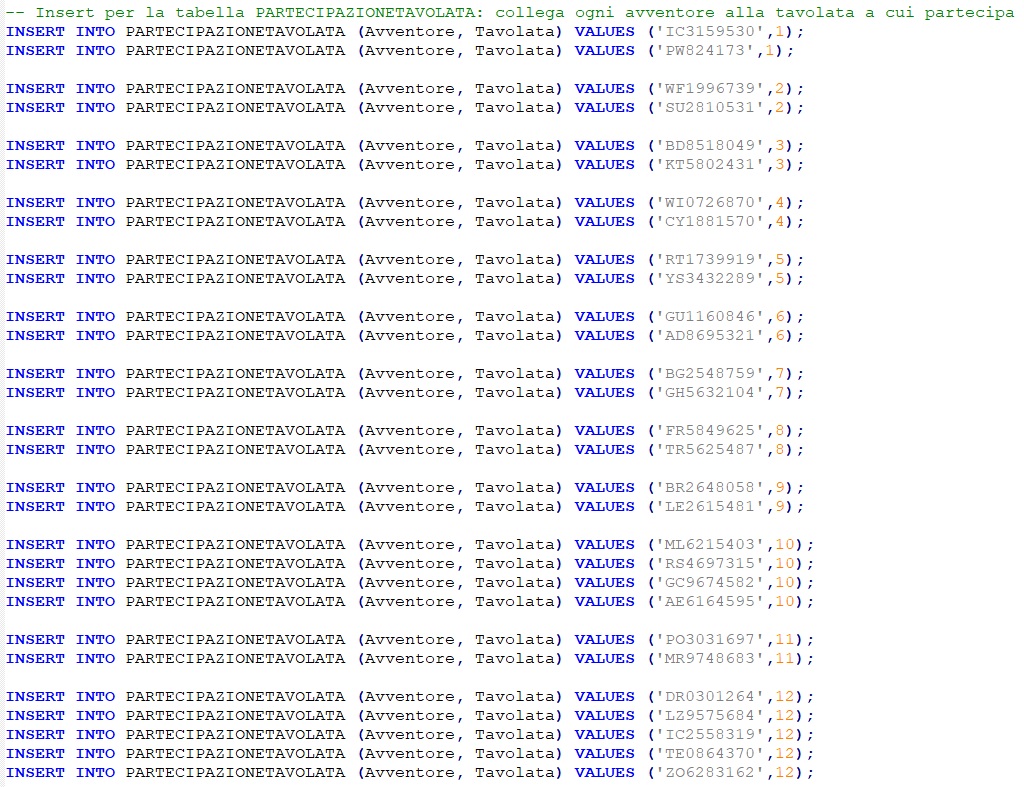 -- Insert per la tabella PARTECIPAZIONETAVOLATA: collega ogni avventore alla tavolata a cui partecipa
INSERT INTO PARTECIPAZIONETAVOLATA (Avventore, Tavolata) VALUES ('IC3159530',1);
INSERT INTO PARTECIPAZIONETAVOLATA (Avventore, Tavolata) VALUES ('PW824173',1);
INSERT INTO PARTECIPAZIONETAVOLATA (Avventore, Tavolata) VALUES ('WF1996739',2);
INSERT INTO PARTECIPAZIONETAVOLATA (Avventore, Tavolata) VALUES ('SU2810531',2);
INSERT INTO PARTECIPAZIONETAVOLATA (Avventore, Tavolata) VALUES ('BD8518049',3);
INSERT INTO PARTECIPAZIONETAVOLATA (Avventore, Tavolata) VALUES ('KT5802431',3);
INSERT INTO PARTECIPAZIONETAVOLATA (Avventore, Tavolata) VALUES ('WI0726870',4);
INSERT INTO PARTECIPAZIONETAVOLATA (Avventore, Tavolata) VALUES ('CY1881570',4);
INSERT INTO PARTECIPAZIONETAVOLATA (Avventore, Tavolata) VALUES ('RT1739919',5);
INSERT INTO PARTECIPAZIONETAVOLATA (Avventore, Tavolata) VALUES ('YS3432289',5);
INSERT INTO PARTECIPAZIONETAVOLATA (Avventore, Tavolata) VALUES ('GU1160846',6);
INSERT INTO PARTECIPAZIONETAVOLATA (Avventore, Tavolata) VALUES ('AD8695321',6);
INSERT INTO PARTECIPAZIONETAVOLATA (Avventore, Tavolata) VALUES ('BG2548759',7);
INSERT INTO PARTECIPAZIONETAVOLATA (Avventore, Tavolata) VALUES ('GH5632104',7);
INSERT INTO PARTECIPAZIONETAVOLATA (Avventore, Tavolata) VALUES ('FR5849625',8);
INSERT INTO PARTECIPAZIONETAVOLATA (Avventore, Tavolata) VALUES ('TR5625487',8);
INSERT INTO PARTECIPAZIONETAVOLATA (Avventore, Tavolata) VALUES ('BR2648058',9);
INSERT INTO PARTECIPAZIONETAVOLATA (Avventore, Tavolata) VALUES ('LE2615481',9);
INSERT INTO PARTECIPAZIONETAVOLATA (Avventore, Tavolata) VALUES ('ML6215403',10);
INSERT INTO PARTECIPAZIONETAVOLATA (Avventore, Tavolata) VALUES ('RS4697315',10);
INSERT INTO PARTECIPAZIONETAVOLATA (Avventore, Tavolata) VALUES ('GC9674582',10);
INSERT INTO PARTECIPAZIONETAVOLATA (Avventore, Tavolata) VALUES ('AE6164595',10);
INSERT INTO PARTECIPAZIONETAVOLATA (Avventore, Tavolata) VALUES ('PO3031697',11);
INSERT INTO PARTECIPAZIONETAVOLATA (Avventore, Tavolata) VALUES ('MR9748683',11);
INSERT INTO PARTECIPAZIONETAVOLATA (Avventore, Tavolata) VALUES ('DR0301264',12);
INSERT INTO PARTECIPAZIONETAVOLATA (Avventore, Tavolata) VALUES ('LZ9575684',12);
INSERT INTO PARTECIPAZIONETAVOLATA (Avventore, Tavolata) VALUES ('IC2558319',12);
INSERT INTO PARTECIPAZIONETAVOLATA (Avventore, Tavolata) VALUES ('TE0864370',12);
INSERT INTO PARTECIPAZIONETAVOLATA (Avventore, Tavolata) VALUES ('ZO6283162',12);